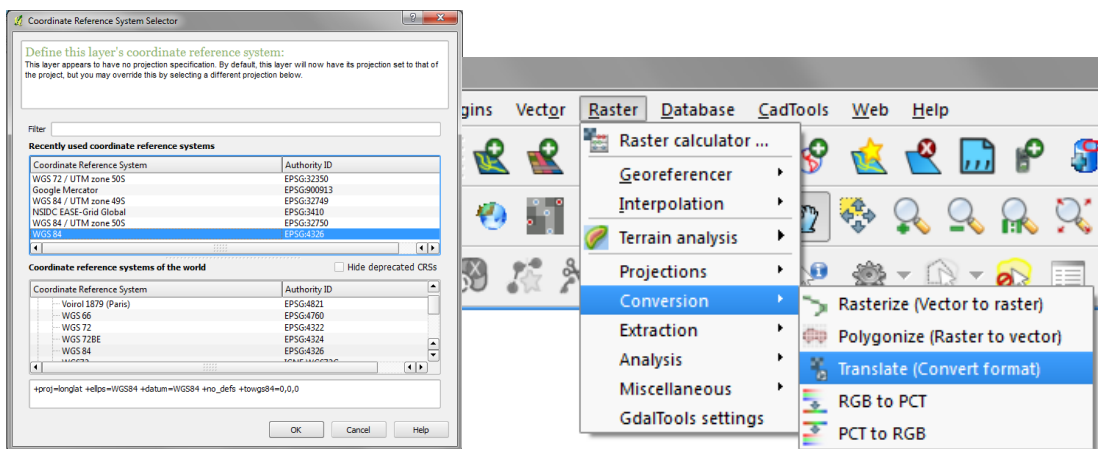 Coordinate Reference System Selector
Define this layer's coordinate reference system:
This layer appears to have no projection specification. By default, this layer will now have its projection set to that of
the project, but you may override this by selecting a different projection below.
Filter
Recently used coordinate reference systems
Coordinate Reference System Authority ID
WGS 72 / UTM zone 50S EPSG:32350
Google Mercator EPSG:900913
WGS 84 / UTM zone 49S EPSG:32749
NSIDC EASE-Grid Global EPSG:3410
WGS 84 / UTM zone 50S EPSG:32750
WGS 84 EPSG:4326
Coordinate reference systems of the world Hide deprecated CRSs
Coordinate Reference System Authority ID
Voirol 1879 (Paris) EPSG:4821
WGS 66 EPSG:4760
WGS 72 EPSG:4322
WGS 72BE EPSG:4324
WGS 84 EPSG:4326
+proj=longlat +ellps=WGS84 +datum=WGS84 +no_defs +towgs84=0,0,0
OK Cancel Help
gins Vector Raster Database CadTools Web Help
Raster calculator ...
Georeferencer
Interpolation
Terrain analysis
Projections
Conversion
Extraction
Analysis
Miscellaneous
GdalTools settings
Rasterize (Vector to raster)
Polygonize (Raster to vector)
Translate (Convert format)
RGB to PCT
PCT to RGB